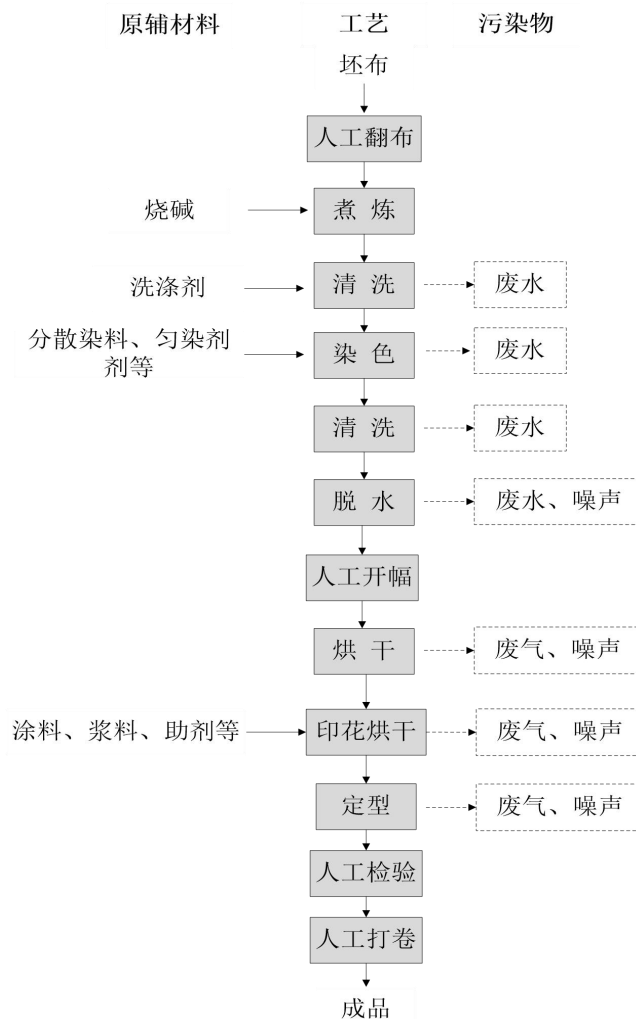 原辅材料 工艺 污染物
坯布
人工翻布
烧碱 煮炼
洗涤剂 清洗 废水
分散染料、匀染剂
剂等 染色 废水
清洗 废水
脱水 废水、噪声
人工开幅
烘干 废气、噪声
涂料、浆料、助剂等 印花烘干 废气、噪声
定型 废气、噪声
人工检验
人工打卷
成品